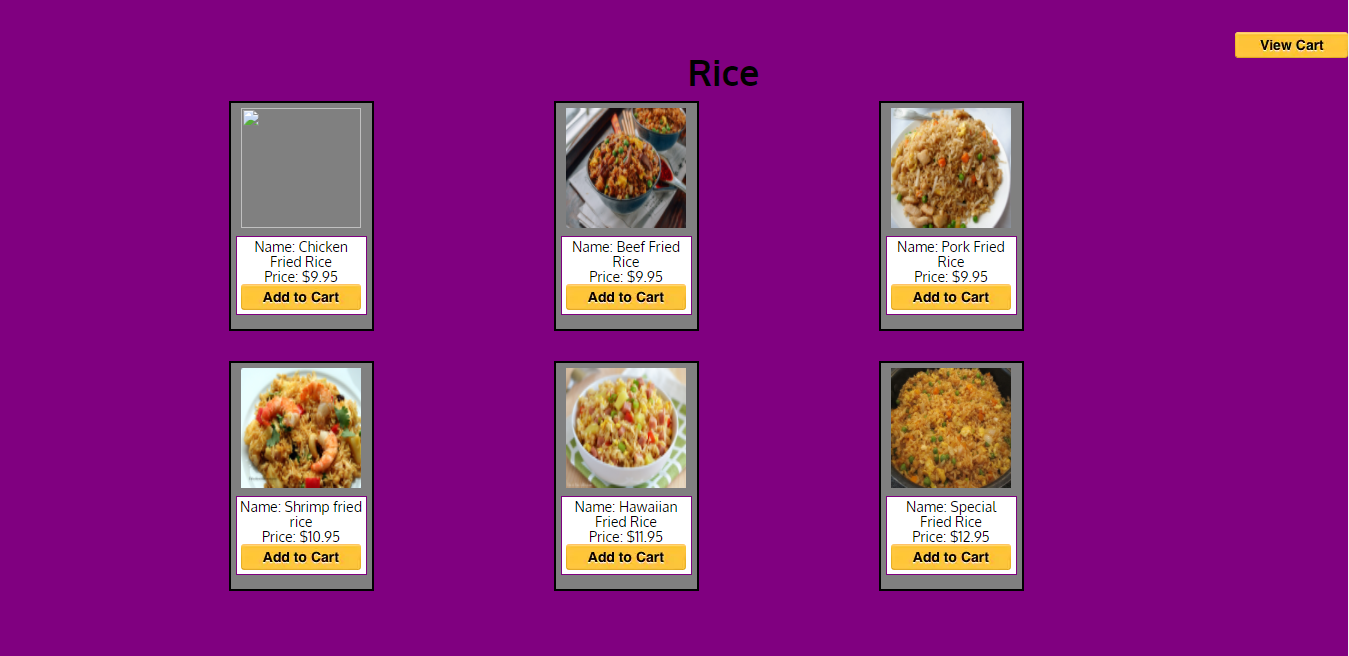 View Cart
Rice
Name: Chicken
Fried Rice
Price: $9.95
Add to Cart
Name: Beef Fried
Rice
Price: $9.95
Add to Cart
Name: Pork Fried
Rice
Price: $9.95
Add to Cart
Name: Shrimp fried
rice
Price: $10.95
Add to Cart
Name: Hawaiian
Fried Rice
Price: $11.95
Add to Cart
Name: Special
Fried Rice
Price: $12.95
Add to Cart